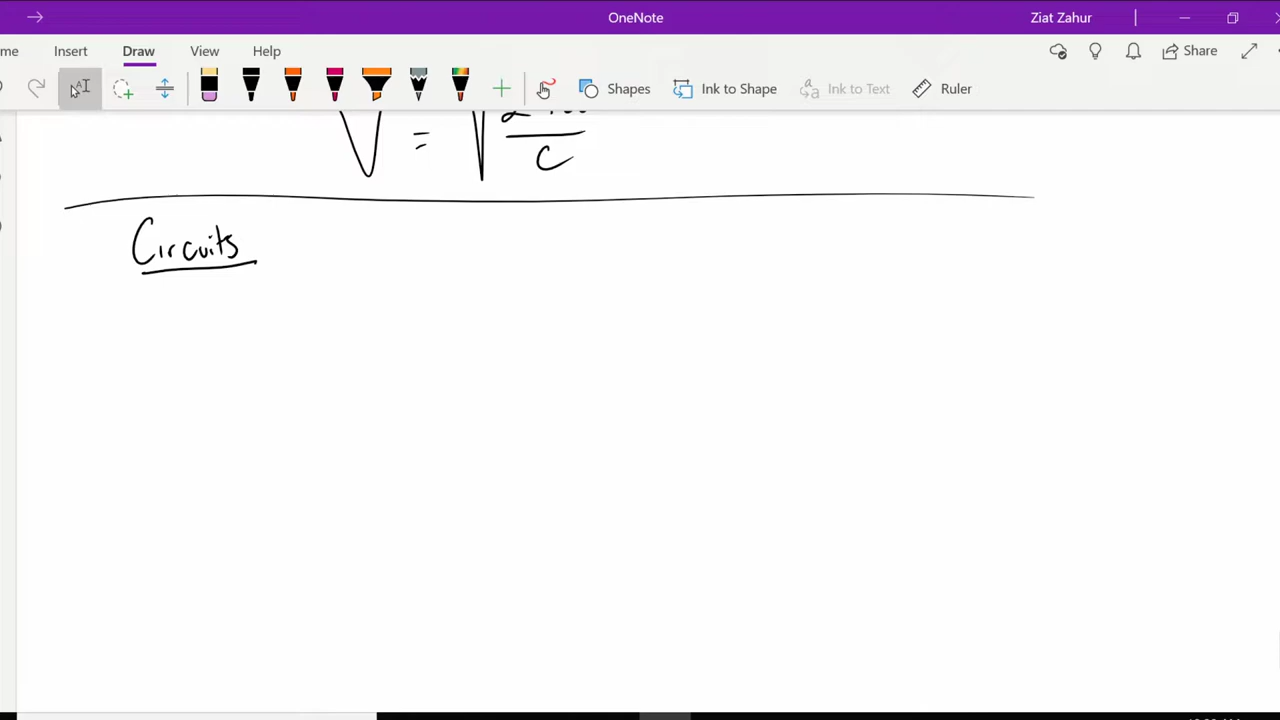 OneNote
Ziat Zahur
Insert Draw View Help
Share
Shapes Ink to Shape Ink to Text Ruler
V = √
C
Circuits